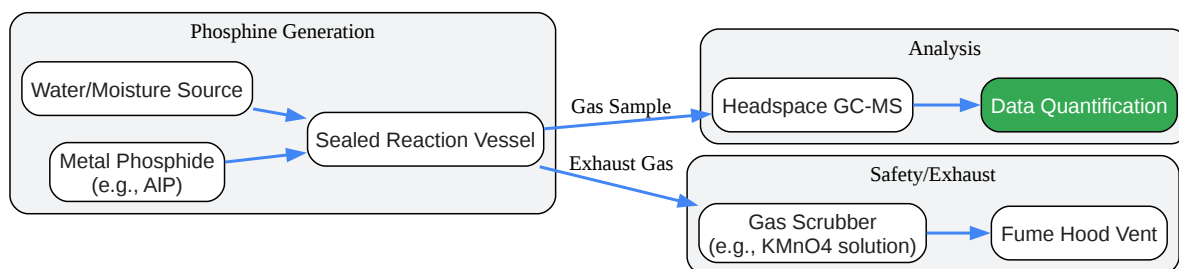 Phosphine Generation
Water/Moisture Source
Metal Phosphide
(e.g., AlP)
Sealed Reaction Vessel
Gas Sample
Exhaust Gas
Analysis
Headspace GC-MS
Data Quantification
Safety/Exhaust
Gas Scrubber
(e.g., KMnO4 solution)
Fume Hood Vent